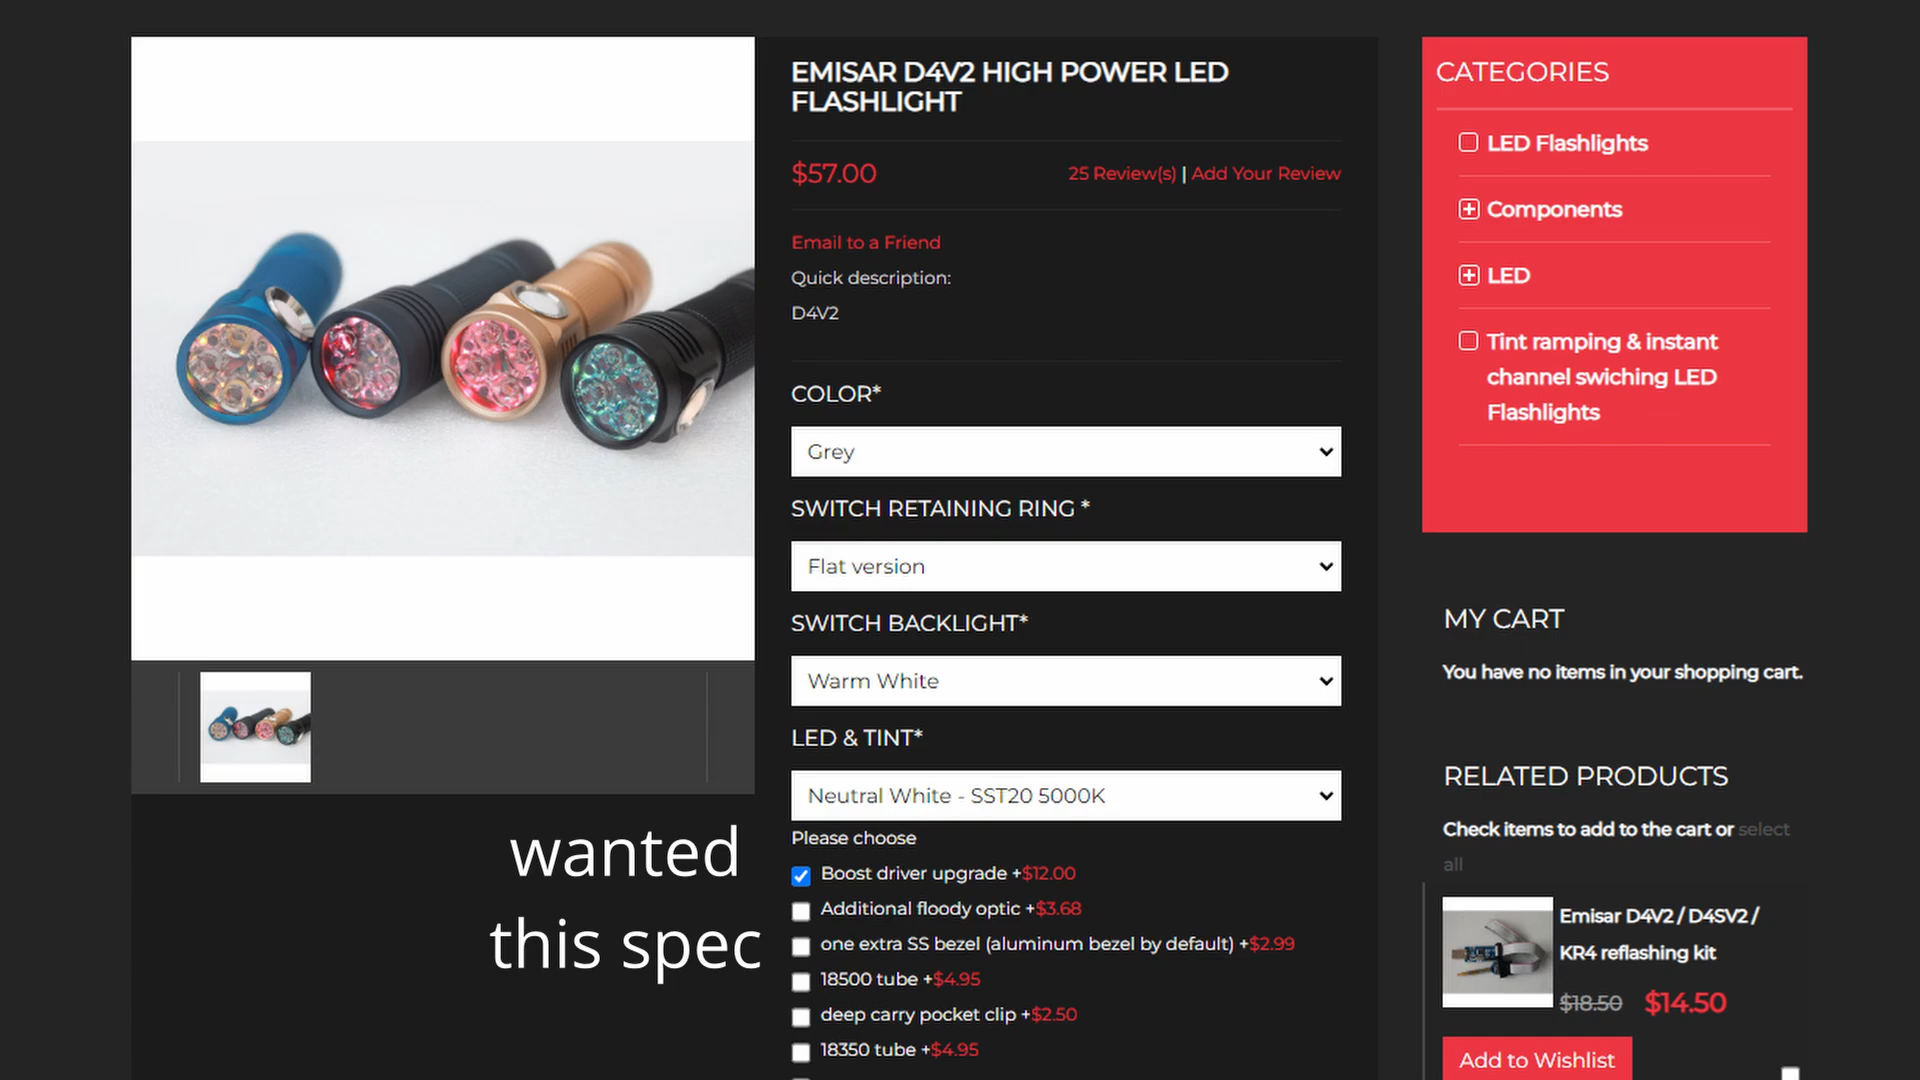 EMISAR D4V2 HIGH POWER LED
FLASHLIGHT
$57.00
25 Review(s) | Add Your Review
Email to a Friend
Quick description:
D4V2
COLOR*
Grey
SWITCH RETAINING RING *
Flat version
SWITCH BACKLIGHT*
Warm White
LED & TINT*
Neutral White - SST20 5000K
Please choose
Boost driver upgrade +$12.00
Additional floody optic +$3.68
one extra SS bezel (aluminum bezel by default) +$2.99
18500 tube +$4.95
deep carry pocket clip +$2.50
18350 tube +$4.95
wanted
this spec
CATEGORIES
LED Flashlights
Components
LED
Tint ramping & instant
channel swiching LED
Flashlights
MY CART
You have no items in your shopping cart.
RELATED PRODUCTS
Check items to add to the cart or select
all
Emisar D4V2 / D4SV2 /
KR4 reflashing kit
$18.50 $14.50
Add to Wishlist